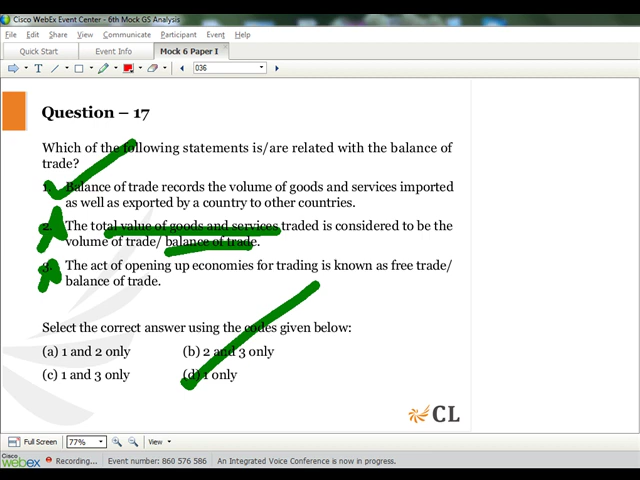 Cisco WebEx Event Center - 6th Mock GS Analysis
File Edit Share View Communicate Participant Event Help
Quick Start Event Info Mock 6 Paper I
T 036
Question – 17
Which of the following statements is/are related with the balance of
trade?
1. Balance of trade records the volume of goods and services imported
as well as exported by a country to other countries.
2. The total value of goods and services traded is considered to be the
volume of trade/ balance of trade.
3. The act of opening up economies for trading is known as free trade/
balance of trade.
Select the correct answer using the codes given below:
(a) 1 and 2 only (b) 2 and 3 only
(c) 1 and 3 only (d) 1 only
CL
Full Screen 77% View
Cisco webex Recording... Event number: 860 576 586 An Integrated Voice Conference is now in progress.